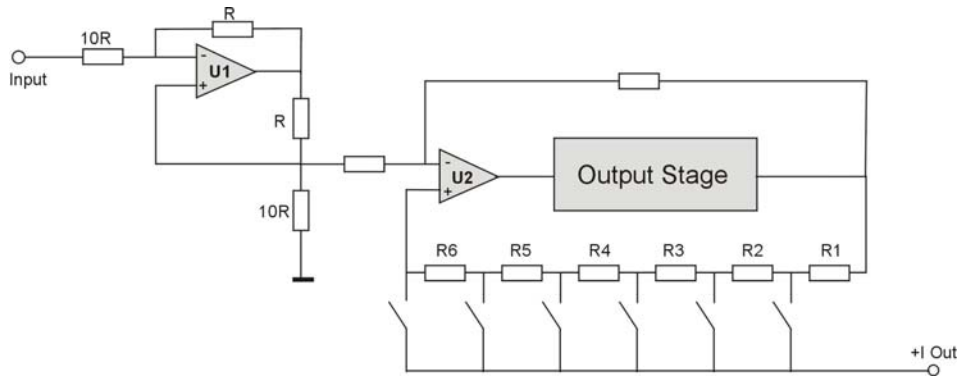 R
10R
-
U1
+
Input
R
-
U2
+
Output Stage
10R
R6
R5
R4
R3
R2
R1
+I Out